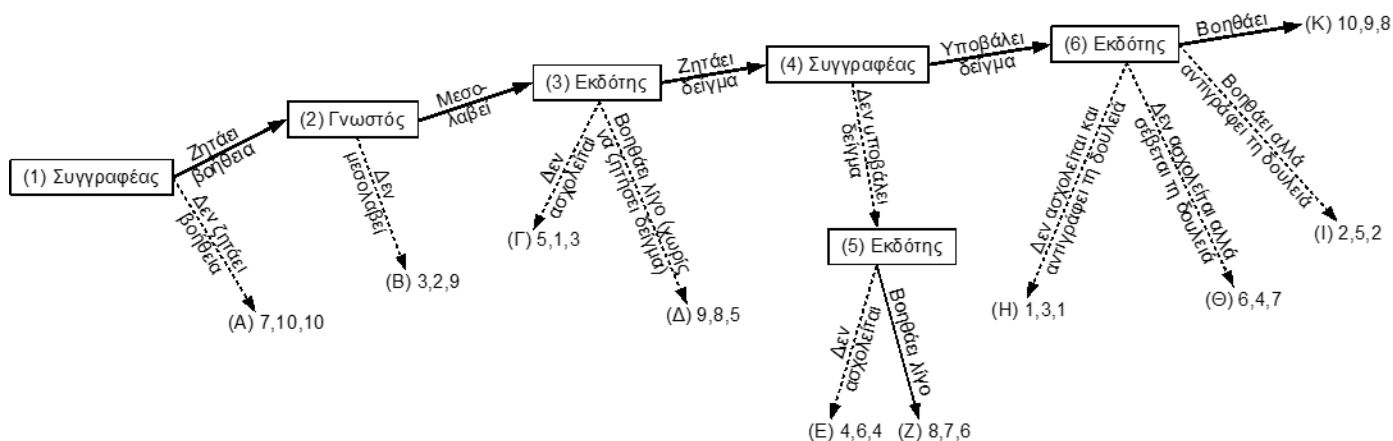 (1) Συγγραφέας
Ζητάει
βοήθεια
Δεν ζητάει
βοήθεια
(Α) 7,10,10
(2) Γνωστός
Μεσο-
λαβεί
Δεν
μεσολαβεί
(Β) 3,2,9
(3) Εκδότης
Ζητάει
δείγμα
Δεν
ασχολείται
(Γ) 5,1,3
Βοηθάει λίγο (χωρίς
να ζητήσει δείγμα)
(Δ) 9,8,5
(4) Συγγραφέας
Υποβάλει
δείγμα
Δεν υποβάλει
δείγμα
(5) Εκδότης
Δεν
ασχολείται
(Ε) 4,6,4
Βοηθάει λίγο
(Ζ) 8,7,6
(6) Εκδότης
Βοηθάει
(Κ) 10,9,8
Δεν ασχολείται και
αντιγράφει τη δουλειά
(Η) 1,3,1
Δεν ασχολείται αλλά
σέβεται τη δουλειά
(Θ) 6,4,7
Βοηθάει αλλά
αντιγράφει τη δουλειά
(Ι) 2,5,2